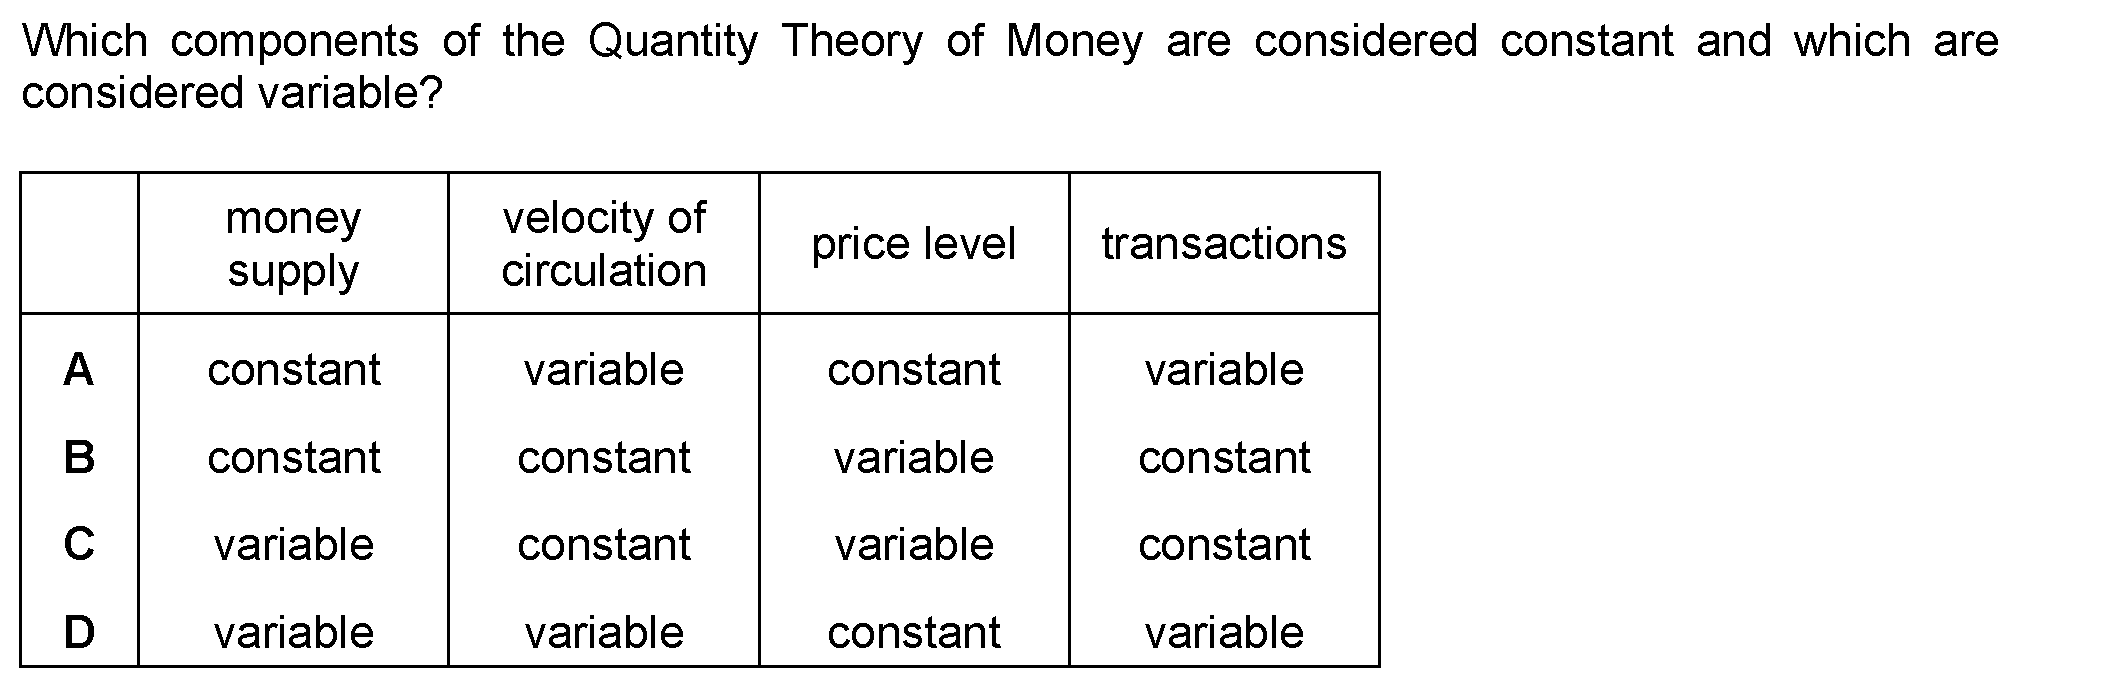 Which components of the Quantity Theory of Money are considered constant and which are
considered variable?
money supply velocity of circulation price level transactions
A constant variable constant variable
B constant constant variable constant
C variable constant variable constant
D variable variable constant variable